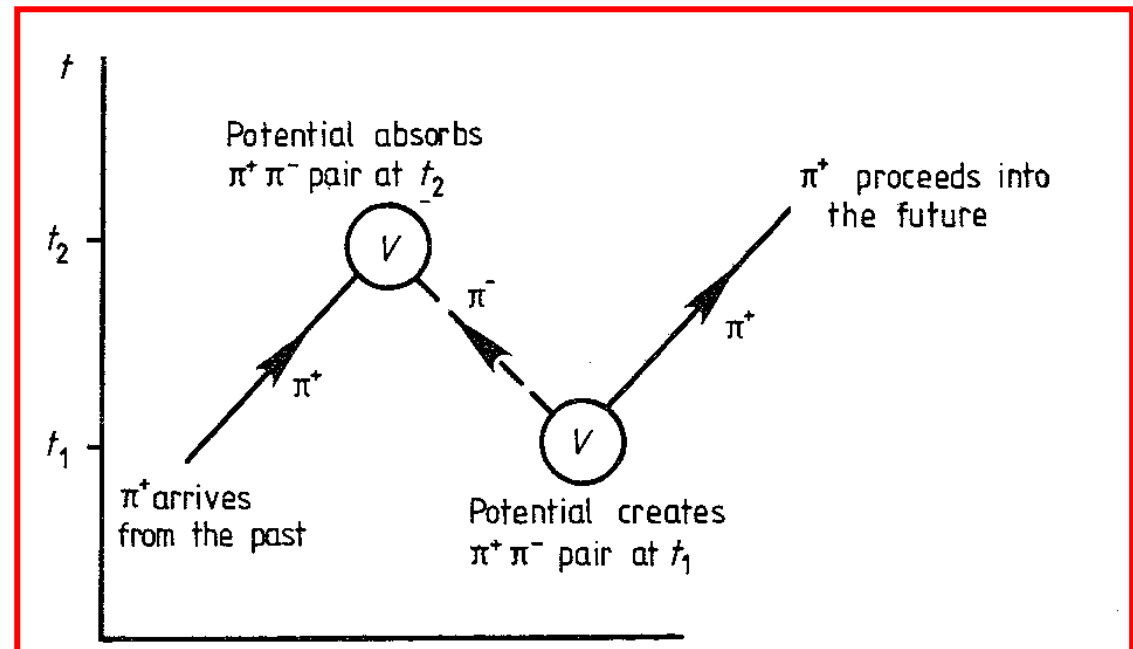 t
Potential absorbs
π⁺ π⁻ pair at t₂
π⁺ proceeds into
the future
t₂
V
π⁻
π⁺
π⁺
t₁
V
π⁺ arrives
from the past
Potential creates
π⁺ π⁻ pair at t₁